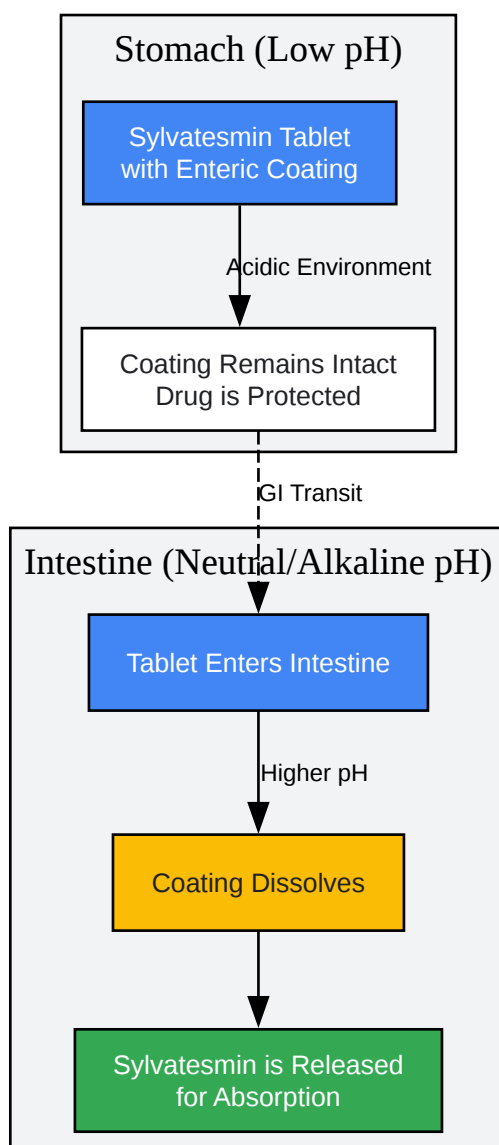 Stomach (Low pH)
Sylvatesmin Tablet
with Enteric Coating
Acidic Environment
Coating Remains Intact
Drug is Protected
GI Transit
Intestine (Neutral/Alkaline pH)
Tablet Enters Intestine
Higher pH
Coating Dissolves
Sylvatesmin is Released
for Absorption